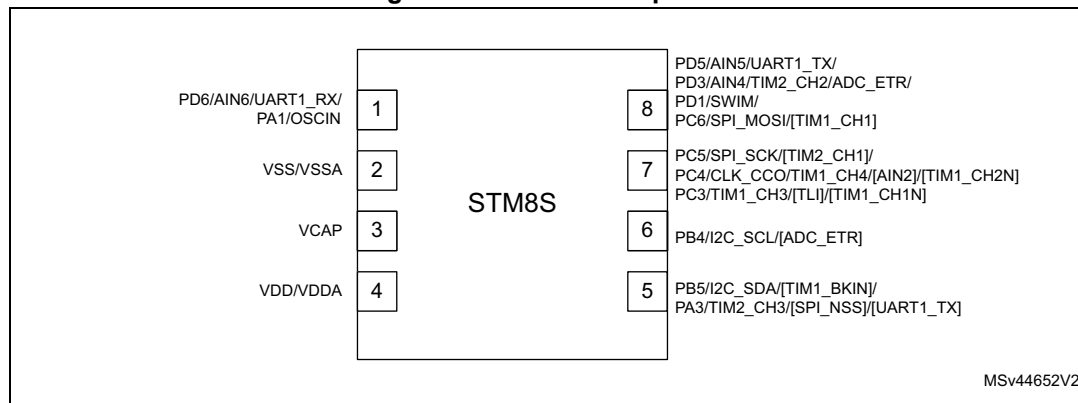 PD6/AIN6/UART1_RX/
PA1/OSCIN
1
VSS/VSSA
2
VCAP
3
VDD/VDDA
4
STM8S
PD5/AIN5/UART1_TX/
PD3/AIN4/TIM2_CH2/ADC_ETR/
PD1/SWIM/
PC6/SPI_MOSI/[TIM1_CH1]
8
PC5/SPI_SCK/[TIM2_CH1]/
PC4/CLK_CCO/TIM1_CH4/[AIN2]/[TIM1_CH2N]
PC3/TIM1_CH3/[TLI]/[TIM1_CH1N]
7
6
PB4/I2C_SCL/[ADC_ETR]
5
PB5/I2C_SDA/[TIM1_BKIN]/
PA3/TIM2_CH3/[SPI_NSS]/[UART1_TX]
MSv44652V2